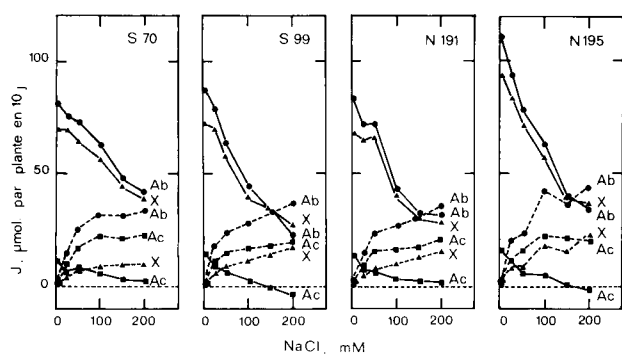 S 70
S 99
N 191
N 195
J, µmol par plante en 10 j
100
50
0
Ab
X
Ab
Ac
X
Ac
Ab
X
Ab
Ac
X
Ac
Ab
Ab
X
Ac
X
Ac
Ab
X
Ab
Ac
X
Ac
0 100 200
0 100 200
0 100 200
0 100 200
NaCl, mM